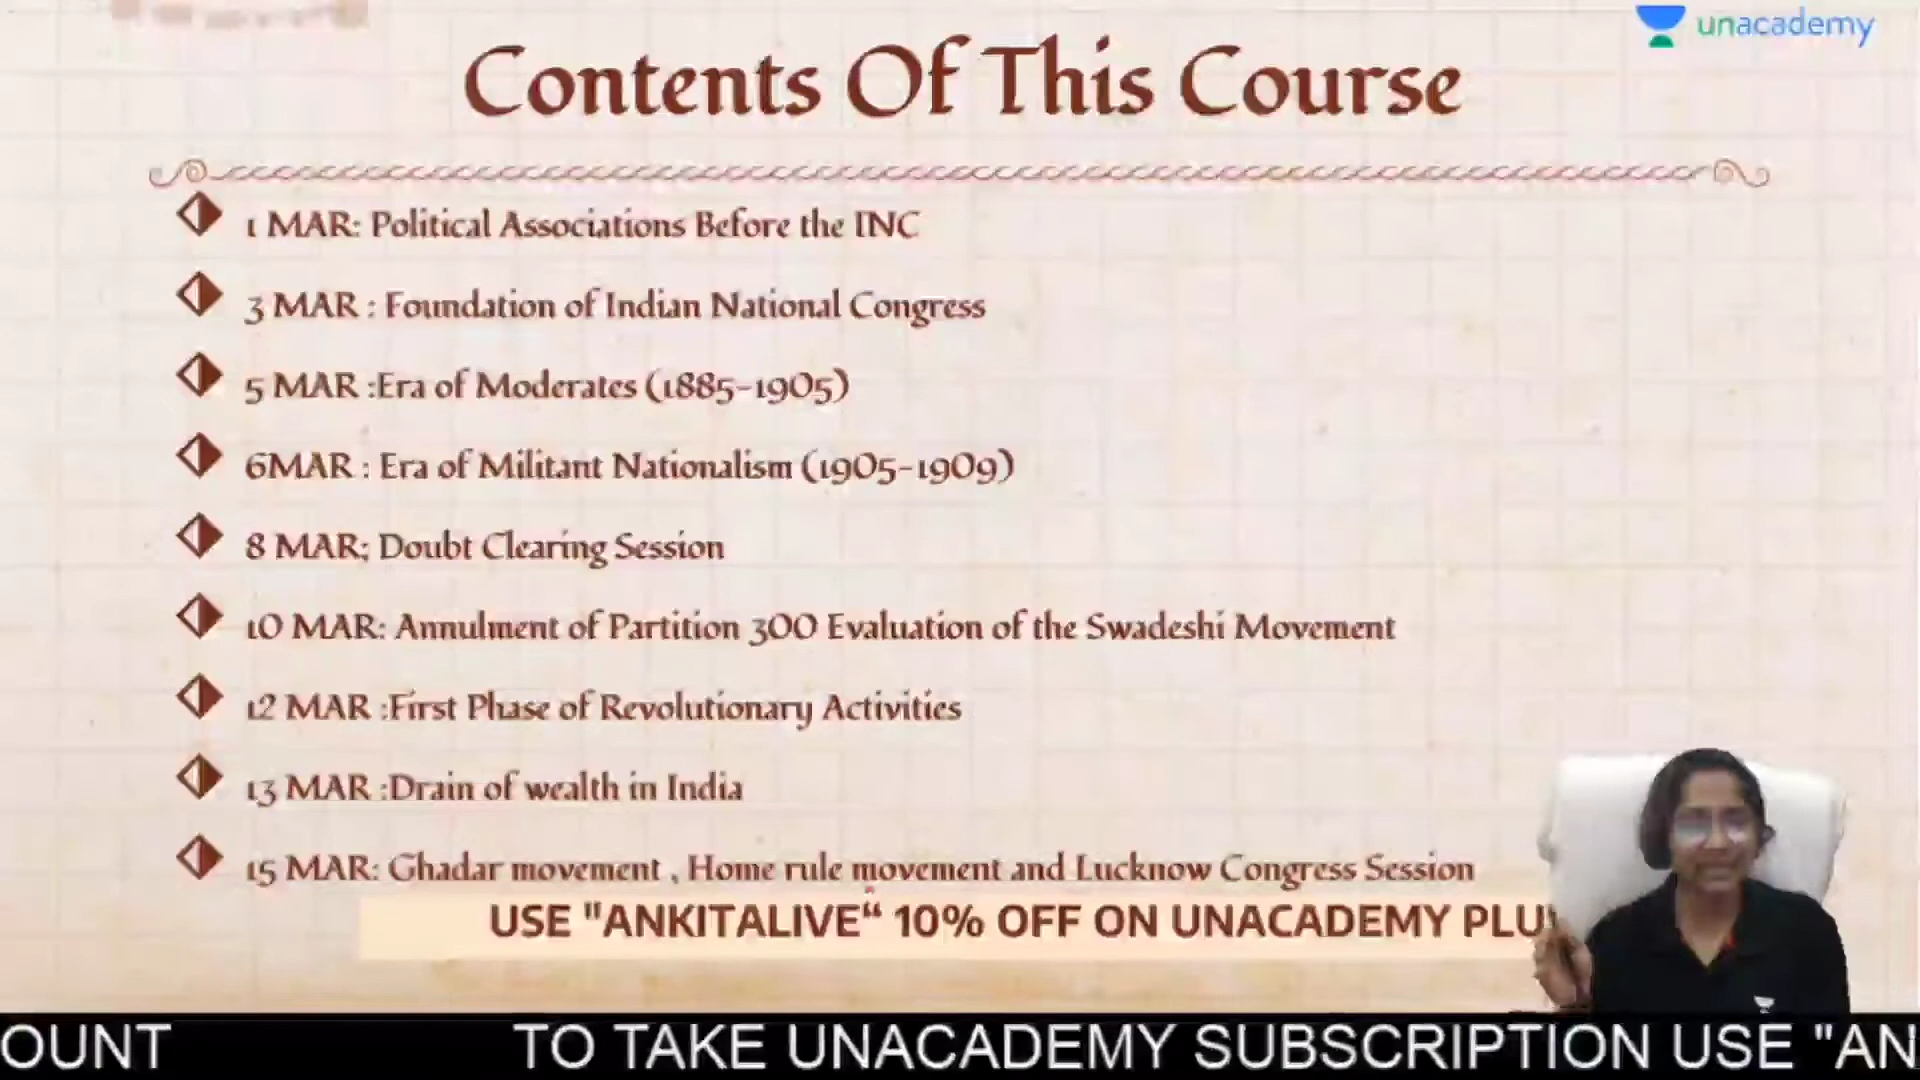 unacademy
Contents Of This Course
1 MAR: Political Associations Before the INC
3 MAR : Foundation of Indian National Congress
5 MAR :Era of Moderates (1885-1905)
6MAR : Era of Militant Nationalism (1905-1909)
8 MAR; Doubt Clearing Session
10 MAR: Annulment of Partition 300 Evaluation of the Swadeshi Movement
12 MAR :First Phase of Revolutionary Activities
13 MAR :Drain of wealth in India
15 MAR: Ghadar movement , Home rule movement and Lucknow Congress Session
USE "ANKITALIVE“ 10% OFF ON UNACADEMY PLU
OUNT TO TAKE UNACADEMY SUBSCRIPTION USE "AN